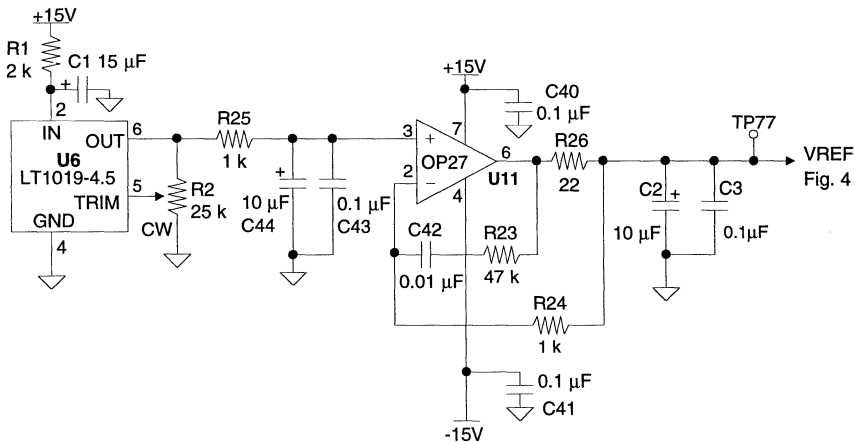 +15V
R1
2 k
+
C1 15 μF
2
IN
OUT
6
U6
LT1019-4.5
5
TRIM
GND
4
R2
25 k
CW
R25
1 k
+
10 μF
C44
0.1 μF
C43
+15V
C40
0.1 μF
7
3
+
OP27
2
−
6
U11
4
R26
22
TP77
VREF
Fig. 4
C2
+
10 μF
C3
0.1μF
C42
0.01 μF
R23
47 k
R24
1 k
0.1 μF
C41
-15V